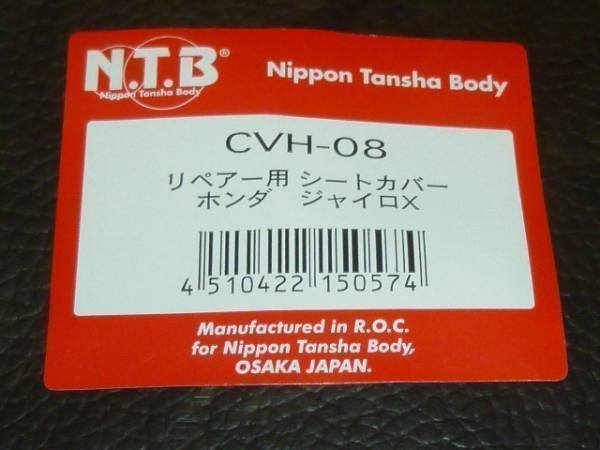 N.T.B®
Nippon Tansha Body
Nippon Tansha Body
CVH-08
リペアー用 シートカバー
ホンダ ジャイロX
4 510422 150574
Manufactured in R.O.C.
for Nippon Tansha Body,
OSAKA JAPAN.